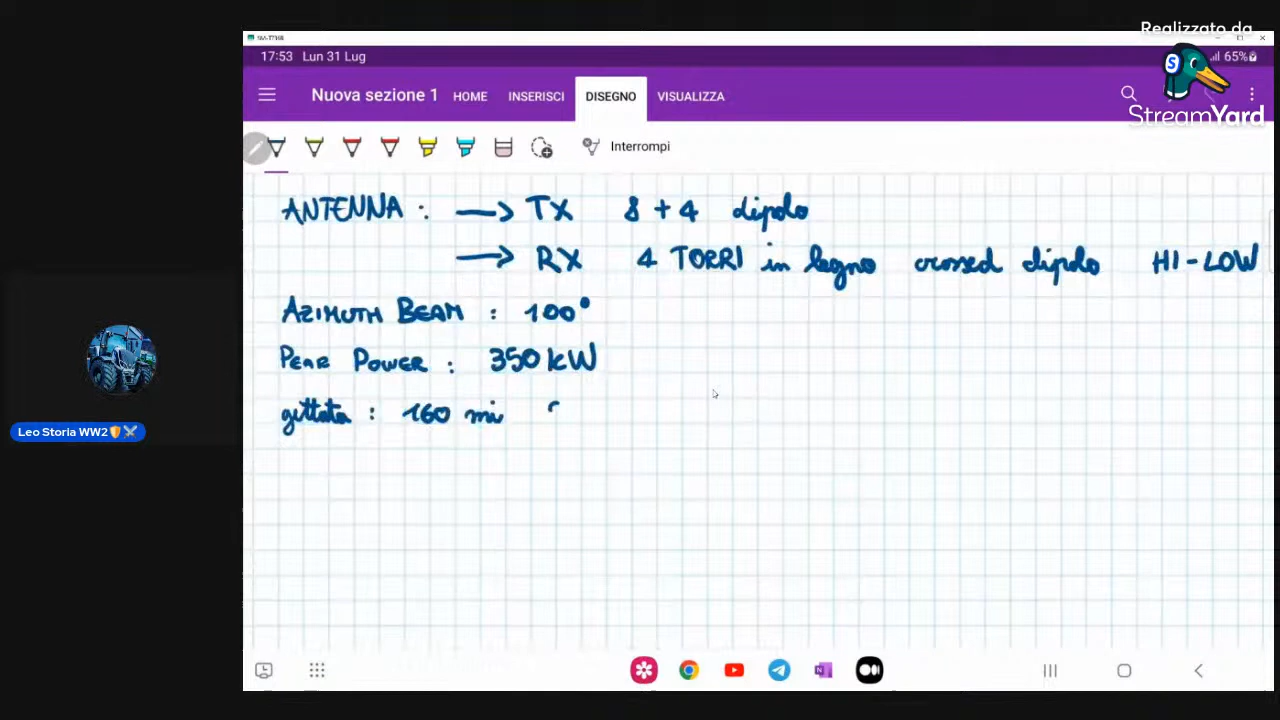 Realizzato da
StreamYard
17:53 Lun 31 Lug
65%
Nuova sezione 1 HOME INSERISCI DISEGNO VISUALIZZA
Interrompi
ANTENNA : → TX 8 + 4 dipolo
→ RX 4 TORRI in legno crossed dipolo HI-LOW
AZIMUTH BEAM : 100°
PEAK POWER : 350 kW
gittata : 160 mi
Leo Storia WW2